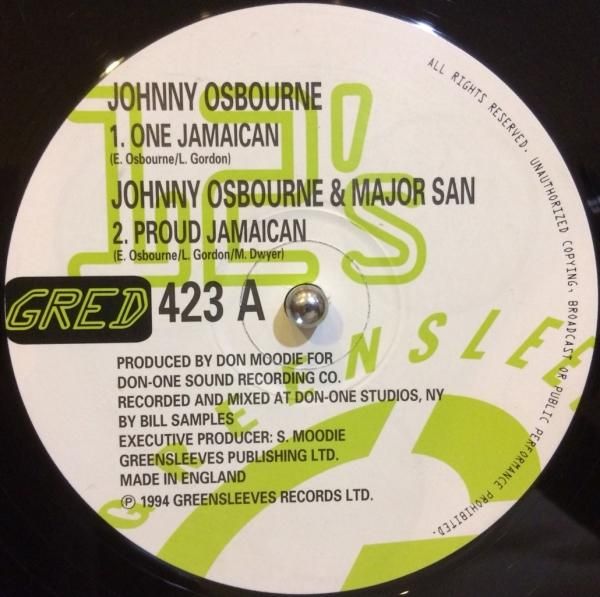 12's
JOHNNY OSBOURNE
1. ONE JAMAICAN
(E. Osbourne/L. Gordon)
JOHNNY OSBOURNE & MAJOR SAN
2. PROUD JAMAICAN
(E. Osbourne/L. Gordon/M. Dwyer)
GRED 423 A
PRODUCED BY DON MOODIE FOR
DON-ONE SOUND RECORDING CO.
RECORDED AND MIXED AT DON-ONE STUDIOS, NY
BY BILL SAMPLES
EXECUTIVE PRODUCER: S. MOODIE
GREENSLEEVES PUBLISHING LTD.
MADE IN ENGLAND
℗ 1994 GREENSLEEVES RECORDS LTD.
GREENSLEE
ALL RIGHTS RESERVED. UNAUTHORIZED COPYING, BROADCAST OR PUBLIC PERFORMANCE PROHIBITED.